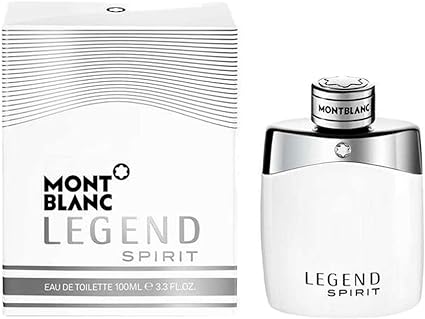 MONT
BLANC
LEGEND
SPIRIT
EAU DE TOILETTE 100ML e 3.3 FL.OZ.
MONTBLANC
LEGEND
SPIRIT